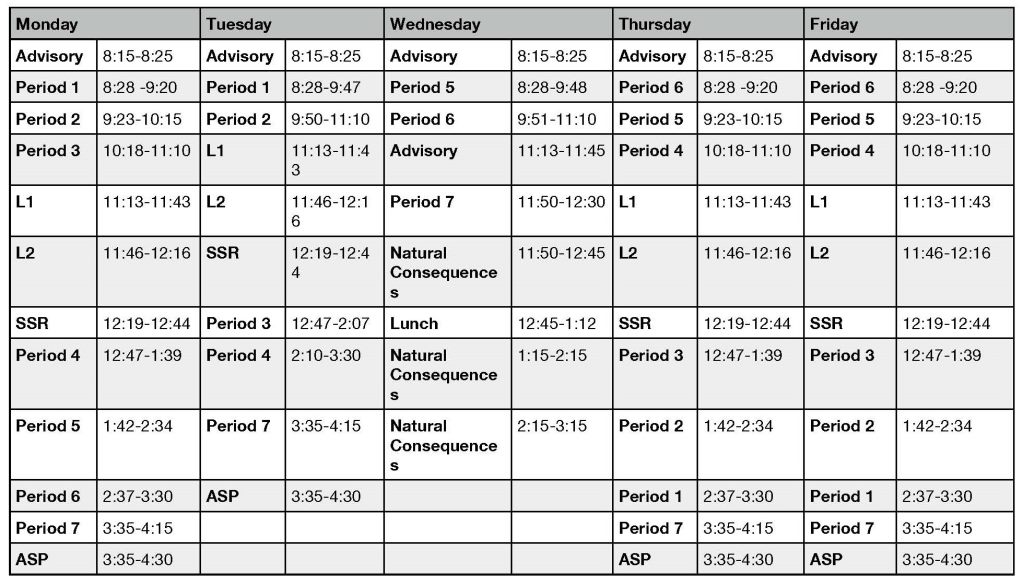 Monday Tuesday Wednesday Thursday Friday
Advisory 8:15-8:25 Advisory 8:15-8:25 Advisory 8:15-8:25 Advisory 8:15-8:25 Advisory 8:15-8:25
Period 1 8:28 -9:20 Period 1 8:28-9:47 Period 5 8:28-9:48 Period 6 8:28 -9:20 Period 6 8:28 -9:20
Period 2 9:23-10:15 Period 2 9:50-11:10 Period 6 9:51-11:10 Period 5 9:23-10:15 Period 5 9:23-10:15
Period 3 10:18-11:10 L1 11:13-11:4 Advisory 11:13-11:45 Period 4 10:18-11:10 Period 4 10:18-11:10
3
L1 11:13-11:43 L2 11:46-12:1 Period 7 11:50-12:30 L1 11:13-11:43 L1 11:13-11:43
6
L2 11:46-12:16 SSR 12:19-12:4 Natural 11:50-12:45 L2 11:46-12:16 L2 11:46-12:16
4 Consequence
s
SSR 12:19-12:44 Period 3 12:47-2:07 Lunch 12:45-1:12 SSR 12:19-12:44 SSR 12:19-12:44
Period 4 12:47-1:39 Period 4 2:10-3:30 Natural 1:15-2:15 Period 3 12:47-1:39 Period 3 12:47-1:39
Consequence
s
Period 5 1:42-2:34 Period 7 3:35-4:15 Natural 2:15-3:15 Period 2 1:42-2:34 Period 2 1:42-2:34
Consequence
s
Period 6 2:37-3:30 ASP 3:35-4:30 Period 1 2:37-3:30 Period 1 2:37-3:30
Period 7 3:35-4:15 Period 7 3:35-4:15 Period 7 3:35-4:15
ASP 3:35-4:30 ASP 3:35-4:30 ASP 3:35-4:30